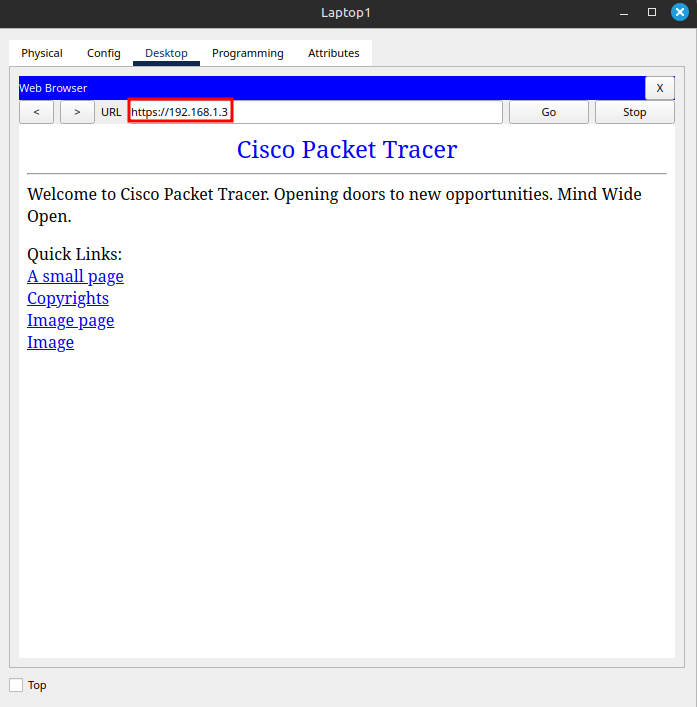 Laptop1
Physical Config Desktop Programming Attributes
Web Browser X
< > URL https://192.168.1.3 Go Stop
Cisco Packet Tracer
Welcome to Cisco Packet Tracer. Opening doors to new opportunities. Mind Wide
Open.
Quick Links:
A small page
Copyrights
Image page
Image
Top